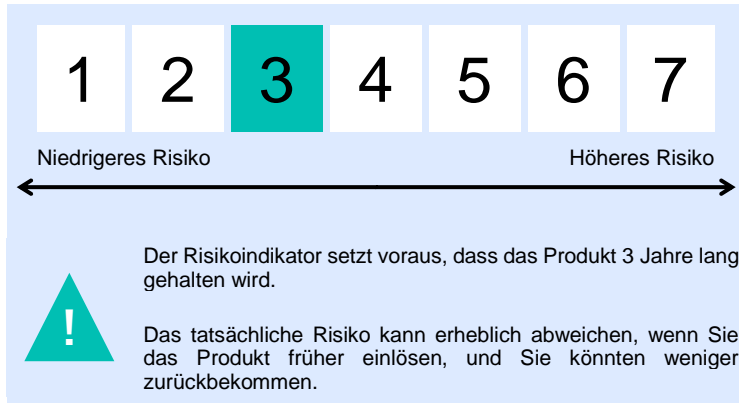 1 2 3 4 5 6 7
Niedrigeres Risiko Höheres Risiko
Der Risikoindikator setzt voraus, dass das Produkt 3 Jahre lang
gehalten wird.
!
Das tatsächliche Risiko kann erheblich abweichen, wenn Sie
das Produkt früher einlösen, und Sie könnten weniger
zurückbekommen.